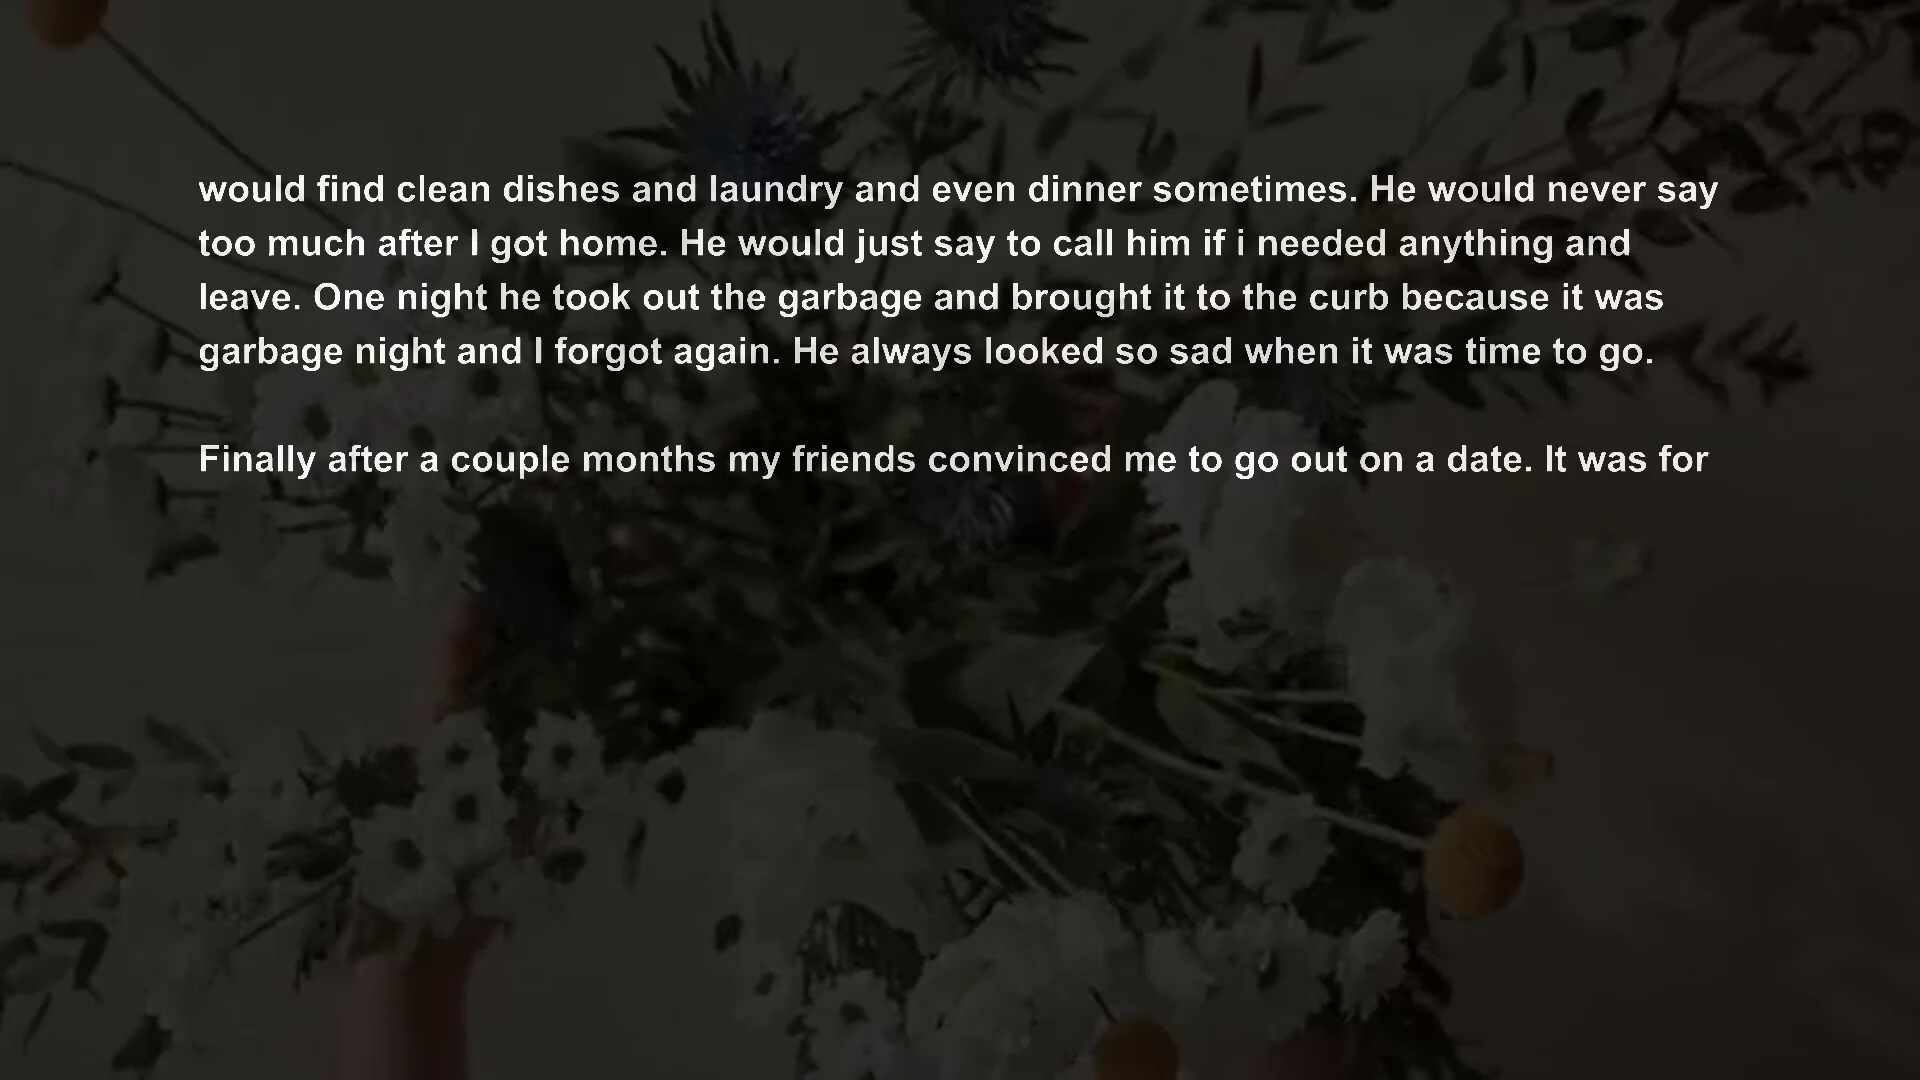 would find clean dishes and laundry and even dinner sometimes. He would never say
too much after I got home. He would just say to call him if i needed anything and
leave. One night he took out the garbage and brought it to the curb because it was
garbage night and I forgot again. He always looked so sad when it was time to go.
Finally after a couple months my friends convinced me to go out on a date. It was for